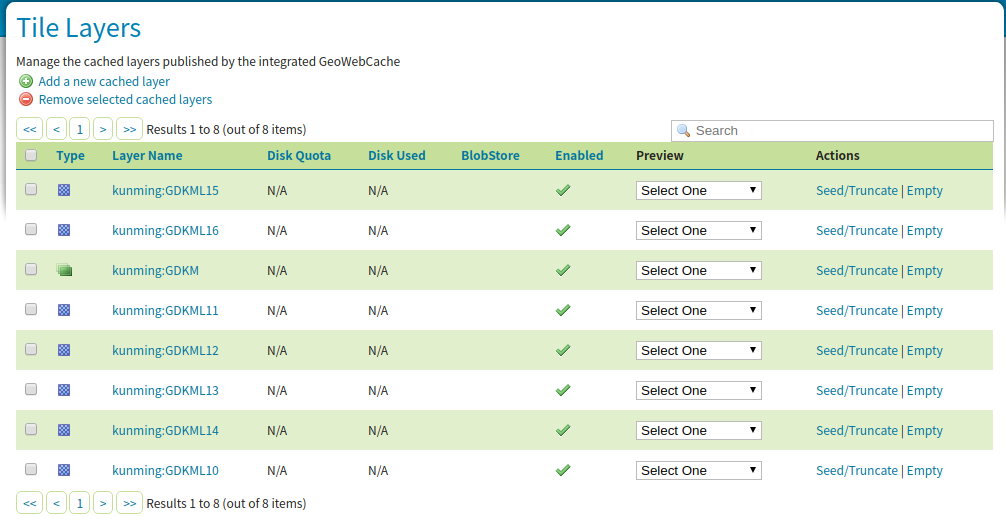 Tile Layers
Manage the cached layers published by the integrated GeoWebCache
Add a new cached layer
Remove selected cached layers
<< < 1 > >> Results 1 to 8 (out of 8 items) Search
Type Layer Name Disk Quota Disk Used BlobStore Enabled Preview Actions
kunming:GDKML15 N/A N/A Select One Seed/Truncate | Empty
kunming:GDKML16 N/A N/A Select One Seed/Truncate | Empty
kunming:GDKM N/A N/A Select One Seed/Truncate | Empty
kunming:GDKML11 N/A N/A Select One Seed/Truncate | Empty
kunming:GDKML12 N/A N/A Select One Seed/Truncate | Empty
kunming:GDKML13 N/A N/A Select One Seed/Truncate | Empty
kunming:GDKML14 N/A N/A Select One Seed/Truncate | Empty
kunming:GDKML10 N/A N/A Select One Seed/Truncate | Empty
<< < 1 > >> Results 1 to 8 (out of 8 items)